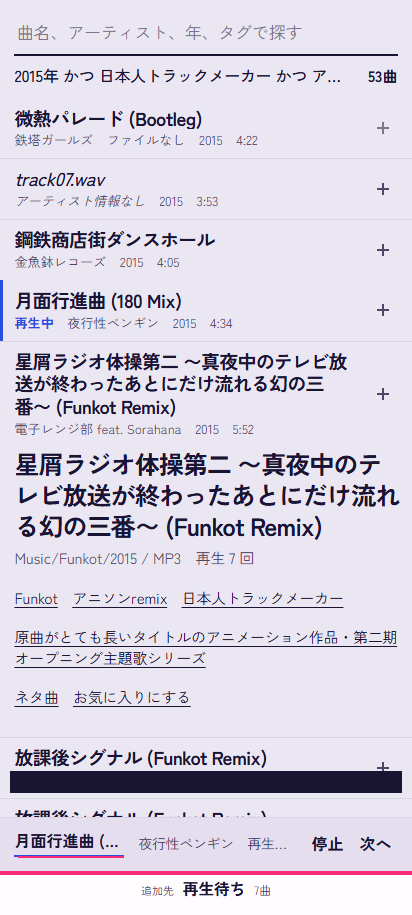 曲名、アーティスト、年、タグで探す
2015年 かつ 日本人トラックメーカー かつ ア… 53曲
微熱パレード (Bootleg)
鉄塔ガールズ ファイルなし 2015 4:22
track07.wav
アーティスト情報なし 2015 3:53
鋼鉄商店街ダンスホール
金魚鉢レコーズ 2015 4:05
月面行進曲 (180 Mix)
再生中 夜行性ペンギン 2015 4:34
星屑ラジオ体操第二 〜真夜中のテレビ放
送が終わったあとにだけ流れる幻の三
番〜 (Funkot Remix)
電子レンジ部 feat. Sorahana 2015 5:52
星屑ラジオ体操第二 〜真夜中のテ
レビ放送が終わったあとにだけ流れ
る幻の三番〜 (Funkot Remix)
Music/Funkot/2015 / MP3 再生 7 回
Funkot アニソンremix 日本人トラックメーカー
原曲がとても長いタイトルのアニメーション作品・第二期
オープニング主題歌シリーズ
ネタ曲 お気に入りにする
放課後シグナル (Funkot Remix)
放課後シグナル (Funkot Remix)
月面行進曲 (… 夜行性ペンギン 再生… 停止 次へ
追加先 再生待ち 7曲